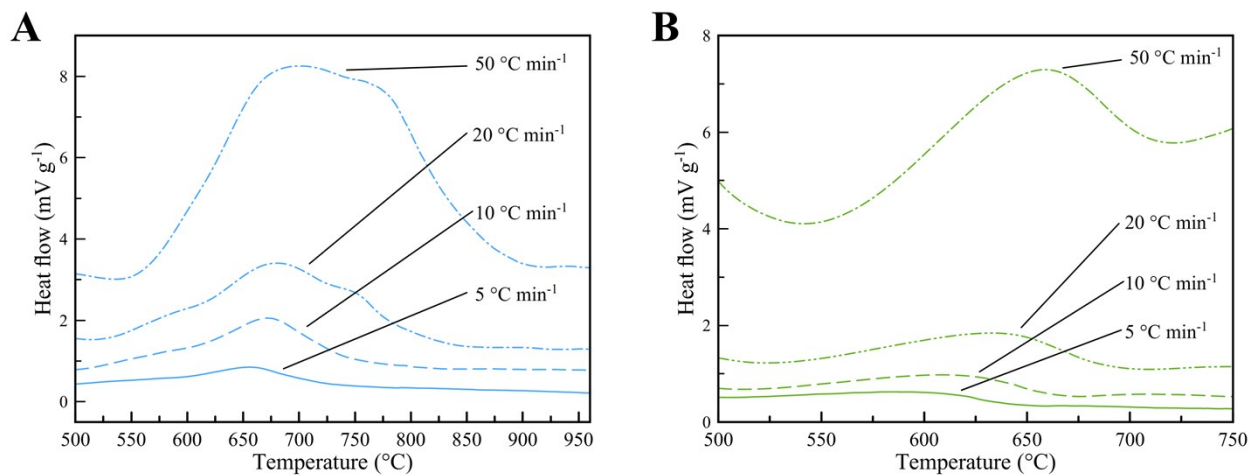 A
B
Heat flow (mV g⁻¹)
8
6
4
2
0
50 °C min⁻¹
20 °C min⁻¹
10 °C min⁻¹
5 °C min⁻¹
500 550 600 650 700 750 800 850 900 950
Temperature (°C)
Heat flow (mV g⁻¹)
8
6
4
2
0
50 °C min⁻¹
20 °C min⁻¹
10 °C min⁻¹
5 °C min⁻¹
500 550 600 650 700 750
Temperature (°C)